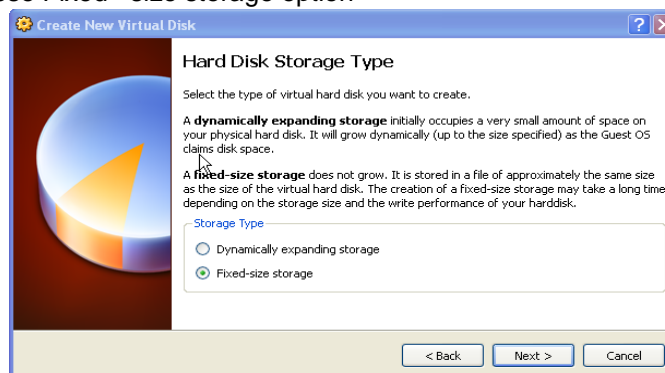 Fixed - size storage option
Create New Virtual Disk
Hard Disk Storage Type
Select the type of virtual hard disk you want to create.
A dynamically expanding storage initially occupies a very small amount of space on
your physical hard disk. It will grow dynamically (up to the size specified) as the Guest OS
claims disk space.
A fixed-size storage does not grow. It is stored in a file of approximately the same size
as the size of the virtual hard disk. The creation of a fixed-size storage may take a long time
depending on the storage size and the write performance of your harddisk.
Storage Type
Dynamically expanding storage
Fixed-size storage
< Back
Next >
Cancel